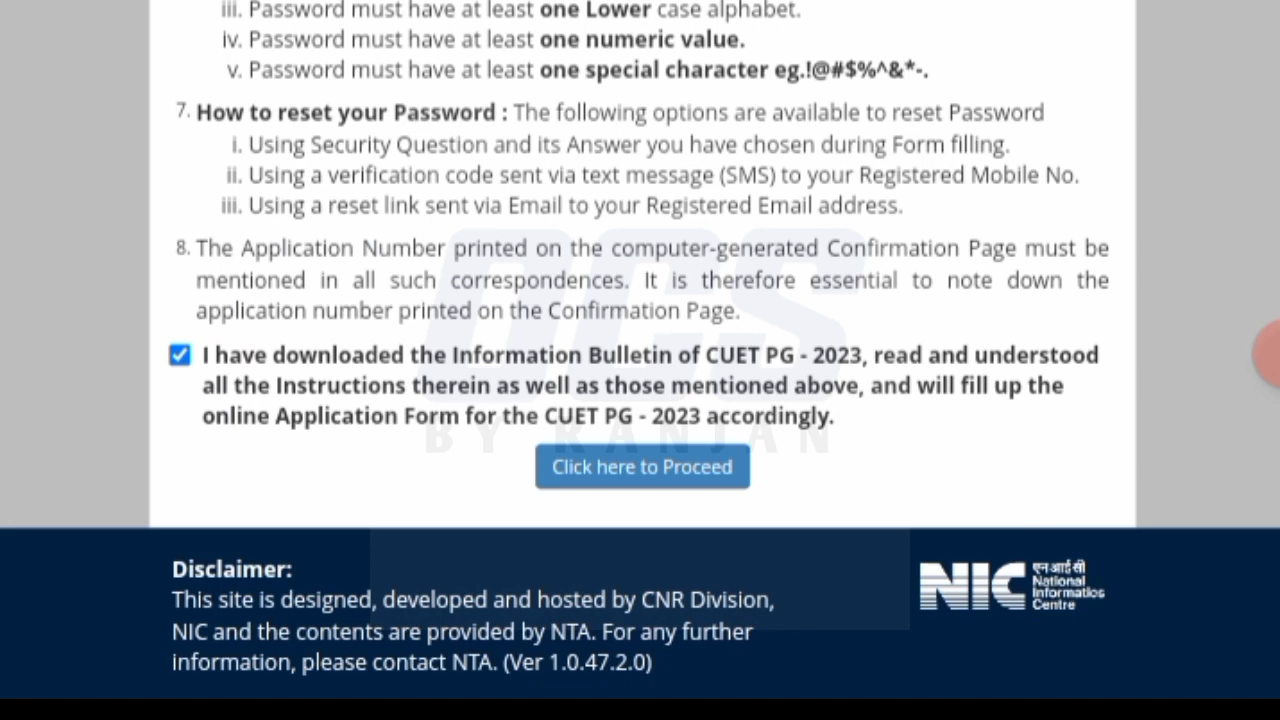 iii. Password must have at least one Lower case alphabet.
iv. Password must have at least one numeric value.
v. Password must have at least one special character eg.!@#$%^&*-.
7. How to reset your Password : The following options are available to reset Password
i. Using Security Question and its Answer you have chosen during Form filling.
ii. Using a verification code sent via text message (SMS) to your Registered Mobile No.
iii. Using a reset link sent via Email to your Registered Email address.
8. The Application Number printed on the computer-generated Confirmation Page must be
mentioned in all such correspondences. It is therefore essential to note down the
application number printed on the Confirmation Page.
I have downloaded the Information Bulletin of CUET PG - 2023, read and understood
all the Instructions therein as well as those mentioned above, and will fill up the
online Application Form for the CUET PG - 2023 accordingly.
OCS
BY RANJAN
Click here to Proceed
Disclaimer:
This site is designed, developed and hosted by CNR Division,
NIC and the contents are provided by NTA. For any further
information, please contact NTA. (Ver 1.0.47.2.0)
NIC
एन आई सी
National
Informatics
Centre